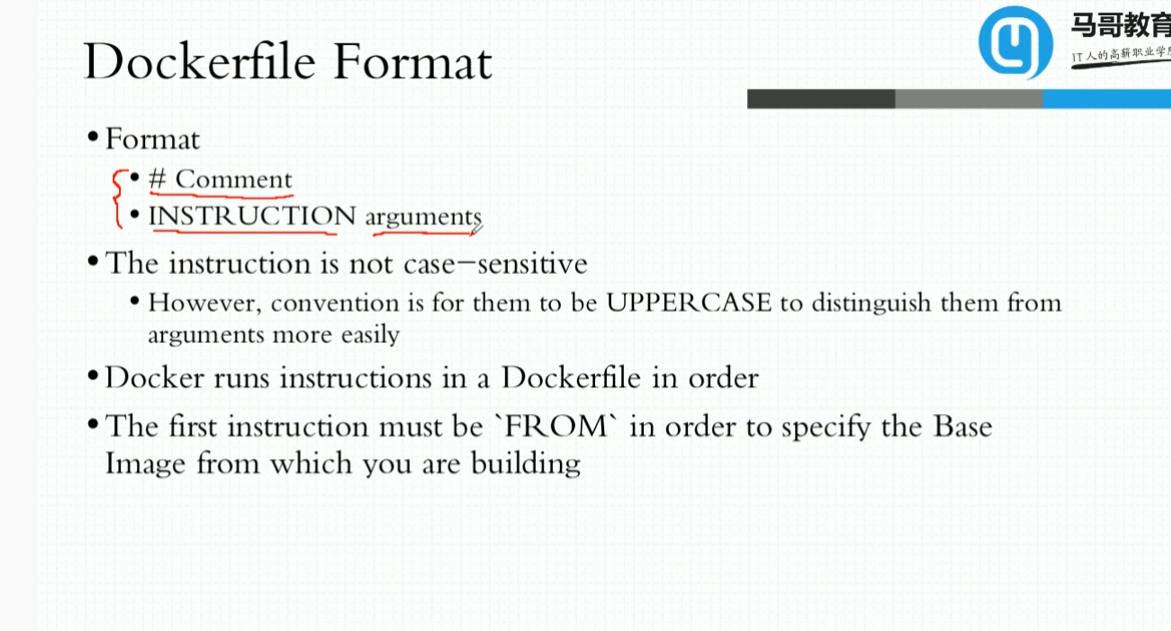 马哥教育
IT人的高薪职业学
Dockerfile Format
• Format
• # Comment
• INSTRUCTION arguments
• The instruction is not case-sensitive
• However, convention is for them to be UPPERCASE to distinguish them from
arguments more easily
• Docker runs instructions in a Dockerfile in order
• The first instruction must be `FROM` in order to specify the Base
Image from which you are building